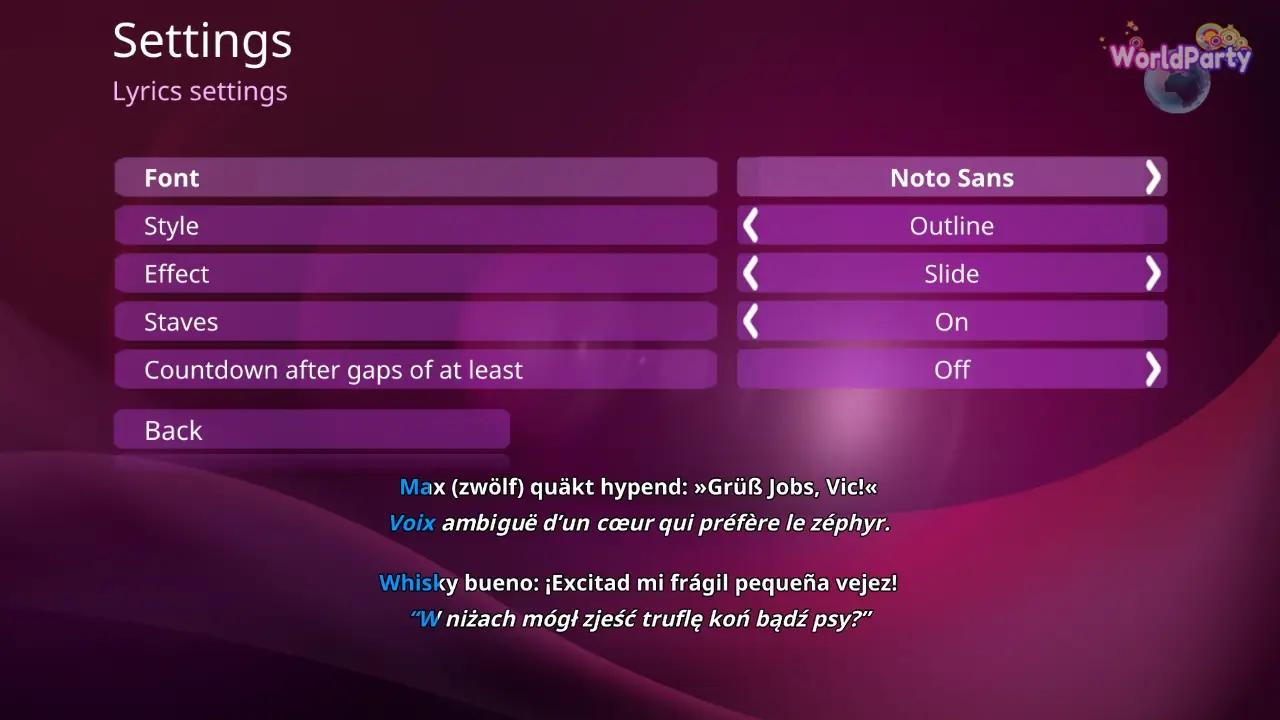 Settings
Lyrics settings
WorldParty
Font Noto Sans
Style Outline
Effect Slide
Staves On
Countdown after gaps of at least Off
Back
Max (zwölf) quäkt hypend: »Grüß Jobs, Vic!«
Voix ambiguë d’un cœur qui préfère le zéphyr.
Whisky bueno: ¡Excitad mi frágil pequeña vejez!
“W niżach mógł zjeść truflę koń bądź psy?”